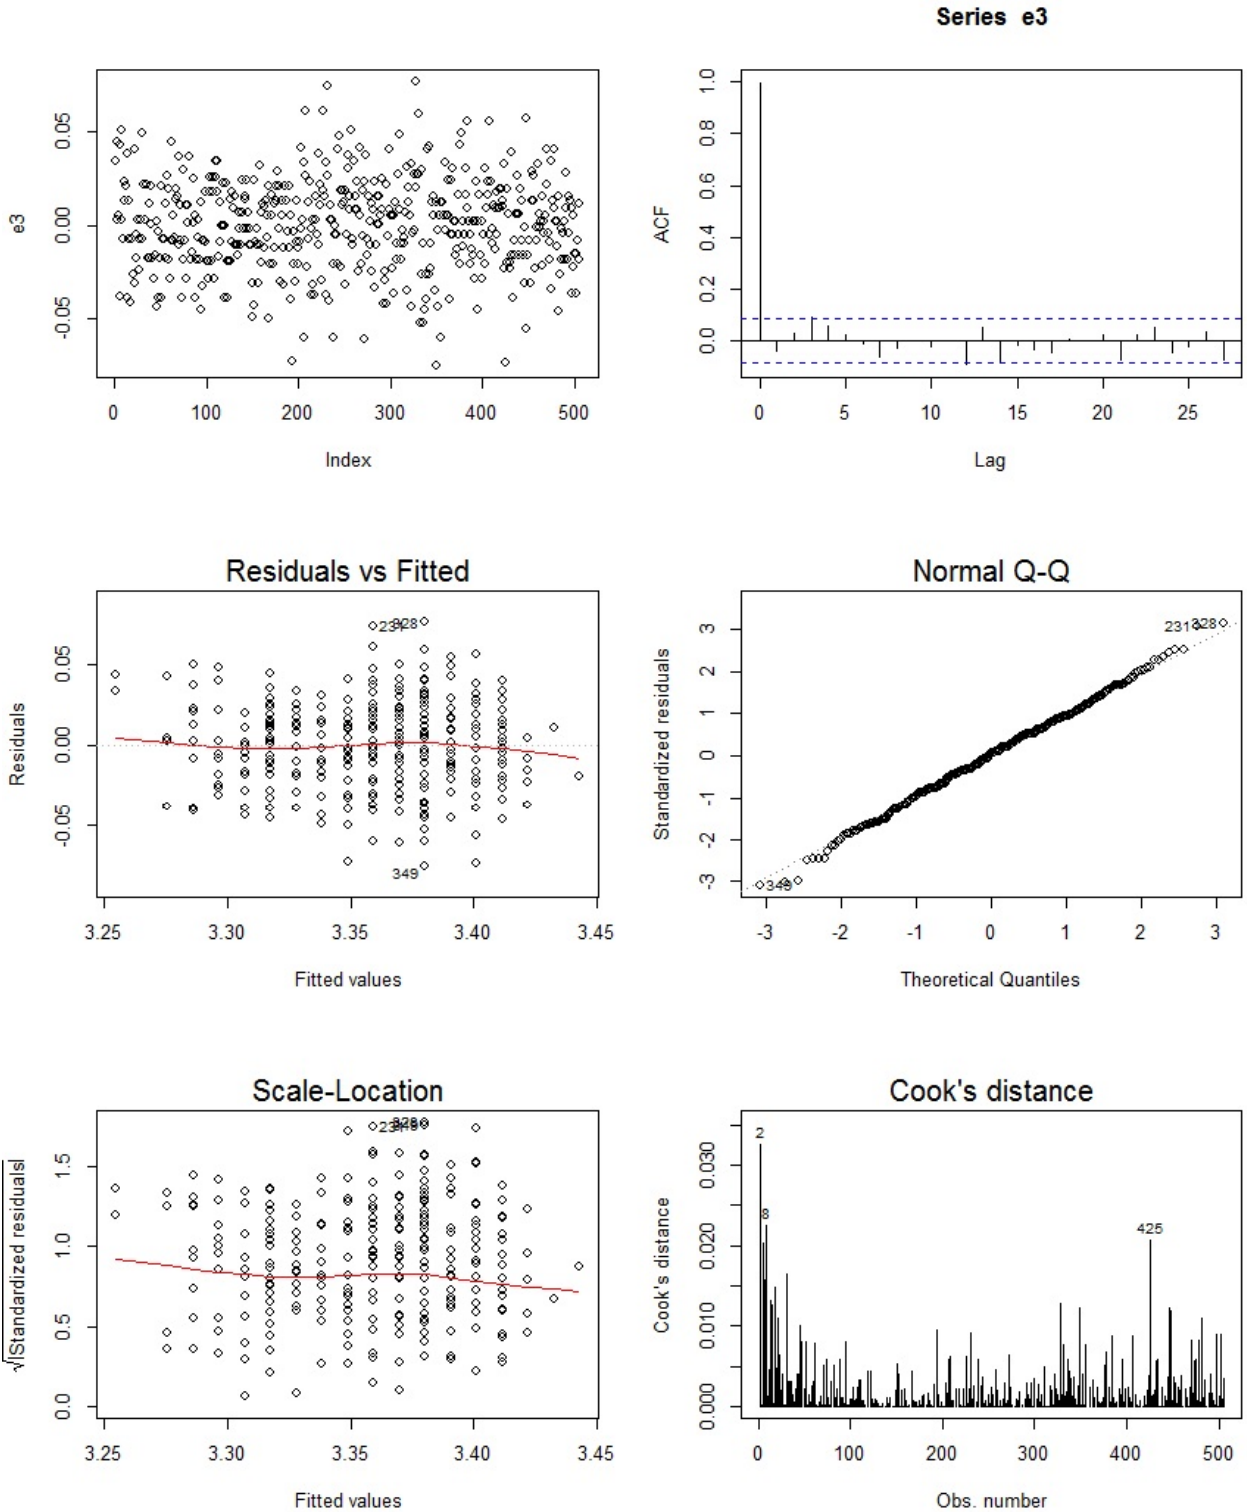 Series e3
0.05
0.00
-0.05
e3
0 100 200 300 400 500
Index
1.0
0.8
0.6
0.4
0.2
0.0
ACF
0 5 10 15 20 25
Lag
Residuals vs Fitted
0.05
0.00
-0.05
Residuals
231
328
349
3.25 3.30 3.35 3.40 3.45
Fitted values
Normal Q-Q
3
2
1
0
-1
-2
-3
Standardized residuals
231
328
349
-3 -2 -1 0 1 2 3
Theoretical Quantiles
Scale-Location
1.5
1.0
0.5
0.0
√|Standardized residuals|
231
328
3.25 3.30 3.35 3.40 3.45
Fitted values
Cook's distance
0.030
0.020
0.010
0.000
Cook's distance
2
8
425
0 100 200 300 400 500
Obs. number